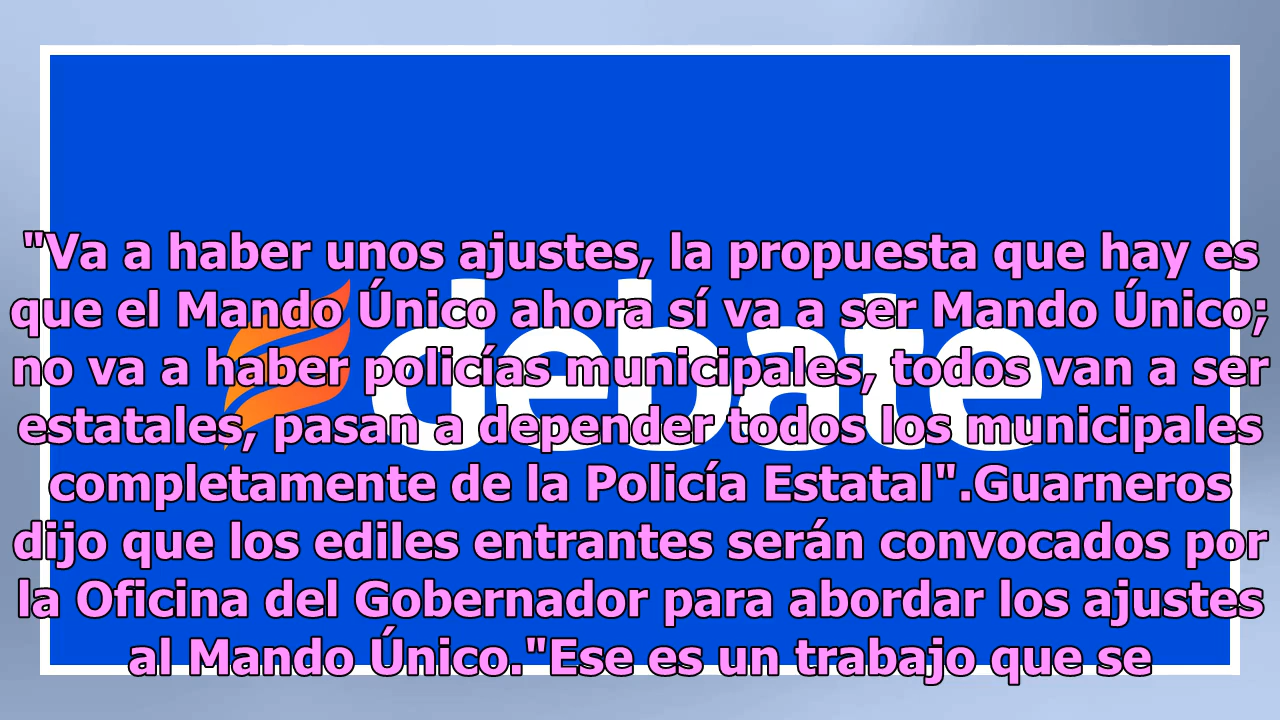 "Va a haber unos ajustes, la propuesta que hay es
que el Mando Único ahora sí va a ser Mando Único;
no va a haber policías municipales, todos van a ser
estatales, pasan a depender todos los municipales
completamente de la Policía Estatal".Guarneros
dijo que los ediles entrantes serán convocados por
la Oficina del Gobernador para abordar los ajustes
al Mando Único."Ese es un trabajo que se
debate